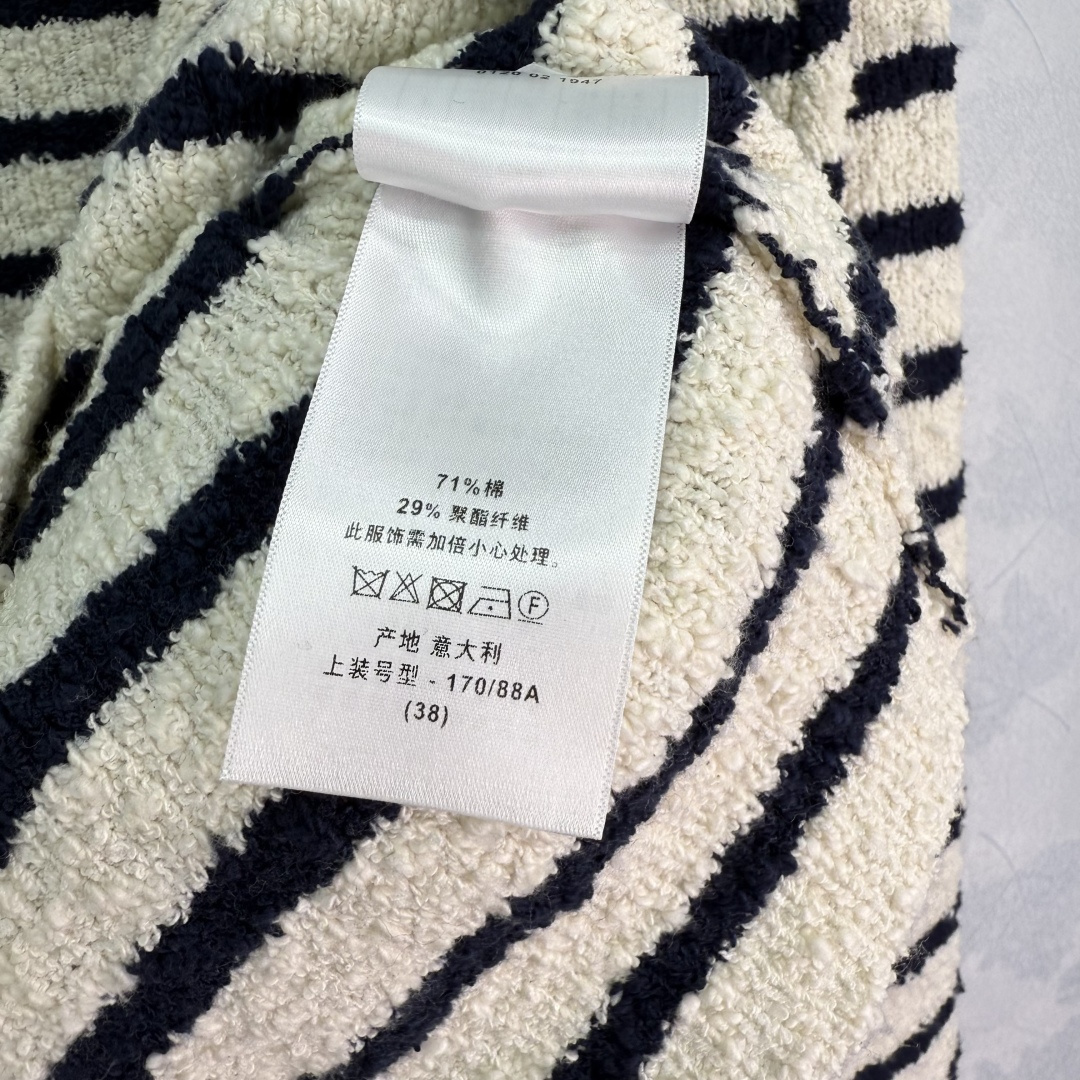 71%棉
29% 聚酯纤维
此服饰需加倍小心处理。
F
产地 意大利
上装号型 - 170/88A
(38)